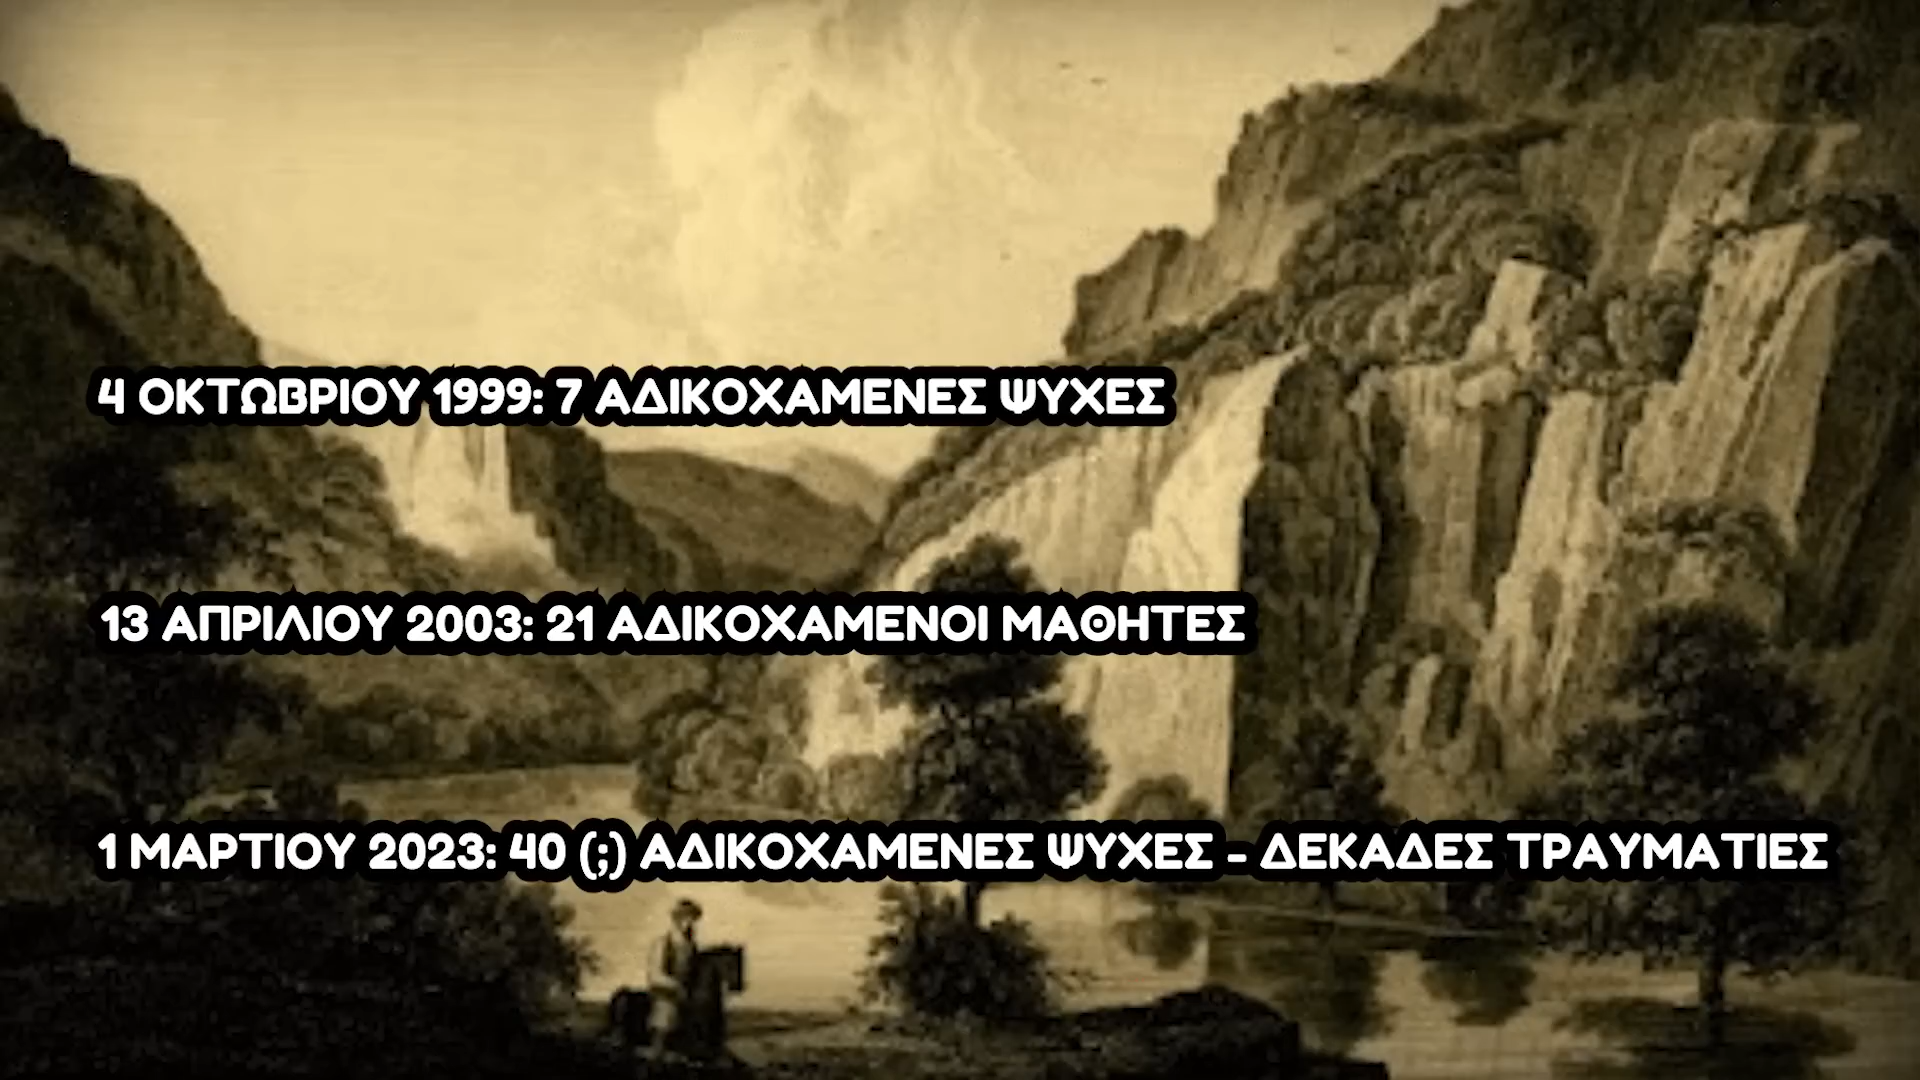 4 ΟΚΤΩΒΡΙΟΥ 1999: 7 ΑΔΙΚΟΧΑΜΕΝΕΣ ΨΥΧΕΣ
13 ΑΠΡΙΛΙΟΥ 2003: 21 ΑΔΙΚΟΧΑΜΕΝΟΙ ΜΑΘΗΤΕΣ
1 ΜΑΡΤΙΟΥ 2023: 40 (;) ΑΔΙΚΟΧΑΜΕΝΕΣ ΨΥΧΕΣ - ΔΕΚΑΔΕΣ ΤΡΑΥΜΑΤΙΕΣ